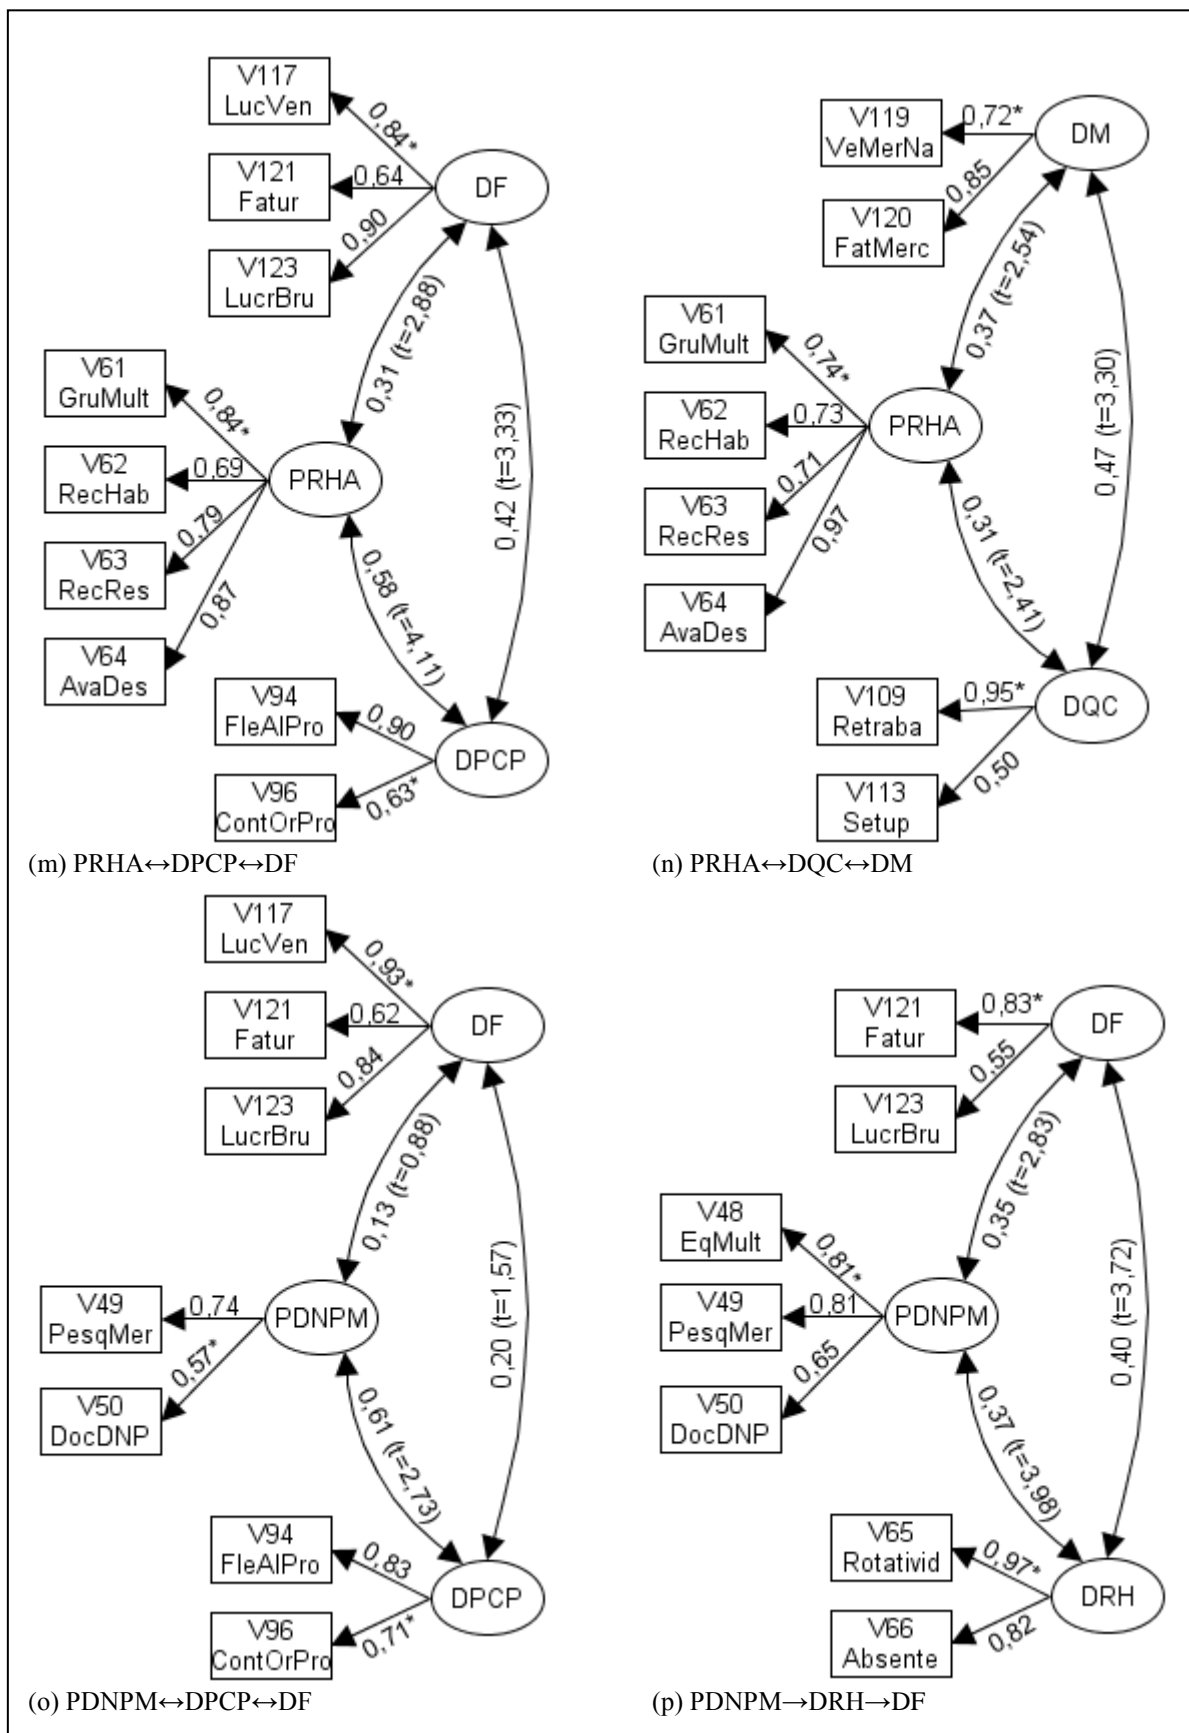 V117
LucVen
0,84*
V121
Fatur
0,64
DF
V123
LucrBru
0,90
0,31 (t=2,88)
0,42 (t=3,33)
V61
GruMult
0,84*
V62
RecHab
0,69
PRHA
V63
RecRes
0,79
V64
AvaDes
0,87
0,58 (t=4,11)
V94
FleAlPro
0,90
DPCP
V96
ContOrPro
0,63*
(m) PRHA↔DPCP↔DF
V119
VeMerNa
0,72*
DM
V120
FatMerc
0,85
0,37 (t=2,54)
0,47 (t=3,30)
V61
GruMult
0,74*
V62
RecHab
0,73
PRHA
V63
RecRes
0,71
V64
AvaDes
0,97
0,31 (t=2,41)
V109
Retraba
0,95*
DQC
V113
Setup
0,50
(n) PRHA↔DQC↔DM
V117
LucVen
0,93*
V121
Fatur
0,62
DF
V123
LucrBru
0,84
0,13 (t=0,88)
0,20 (t=1,57)
V49
PesqMer
0,74
PDNPM
V50
DocDNP
0,57*
0,61 (t=2,73)
V94
FleAlPro
0,83
DPCP
V96
ContOrPro
0,71*
(o) PDNPM↔DPCP↔DF
V121
Fatur
0,83*
DF
V123
LucrBru
0,55
0,35 (t=2,83)
0,40 (t=3,72)
V48
EqMult
0,81*
V49
PesqMer
0,81
PDNPM
V50
DocDNP
0,65
0,37 (t=3,98)
V65
Rotativid
0,97*
DRH
V66
Absente
0,82
(p) PDNPM→DRH→DF